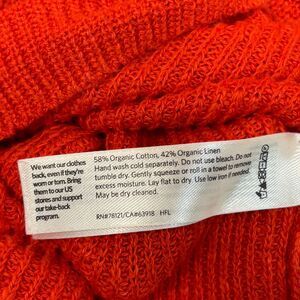 We want our clothes
back, even if they're
worn or torn. Bring
them to our US
stores and support
our take-back
program.
58% Organic Cotton, 42% Organic Linen
Hand wash cold separately. Do not use bleach. Do not
tumble dry. Gently squeeze or roll in a towel to remove
excess moisture. Lay flat to dry. Use low iron if needed.
May be dry cleaned.
RN#78121/CA#63918 HFL